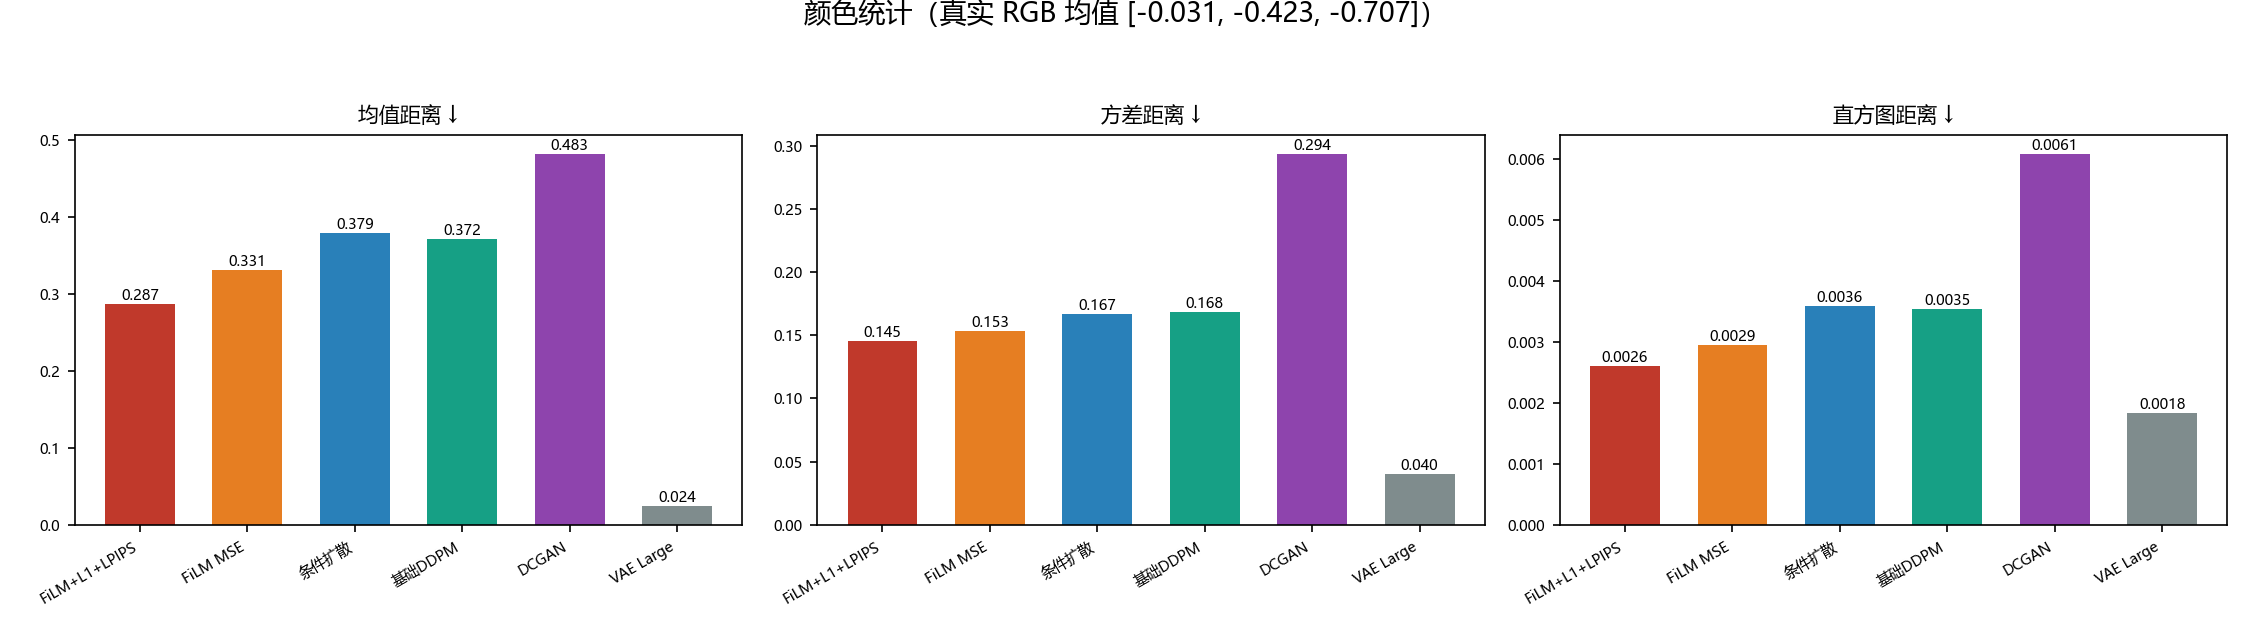 颜色统计（真实 RGB 均值 [-0.031, -0.423, -0.707]）
均值距离↓
0.5
0.4
0.3
0.2
0.1
0.0
0.287
0.331
0.379
0.372
0.483
0.024
FiLM+L1+LPIPS
FiLM MSE
条件扩散
基础DDPM
DCGAN
VAE Large
方差距离↓
0.30
0.25
0.20
0.15
0.10
0.05
0.00
0.145
0.153
0.167
0.168
0.294
0.040
FiLM+L1+LPIPS
FiLM MSE
条件扩散
基础DDPM
DCGAN
VAE Large
直方图距离↓
0.006
0.005
0.004
0.003
0.002
0.001
0.000
0.0026
0.0029
0.0036
0.0035
0.0061
0.0018
FiLM+L1+LPIPS
FiLM MSE
条件扩散
基础DDPM
DCGAN
VAE Large